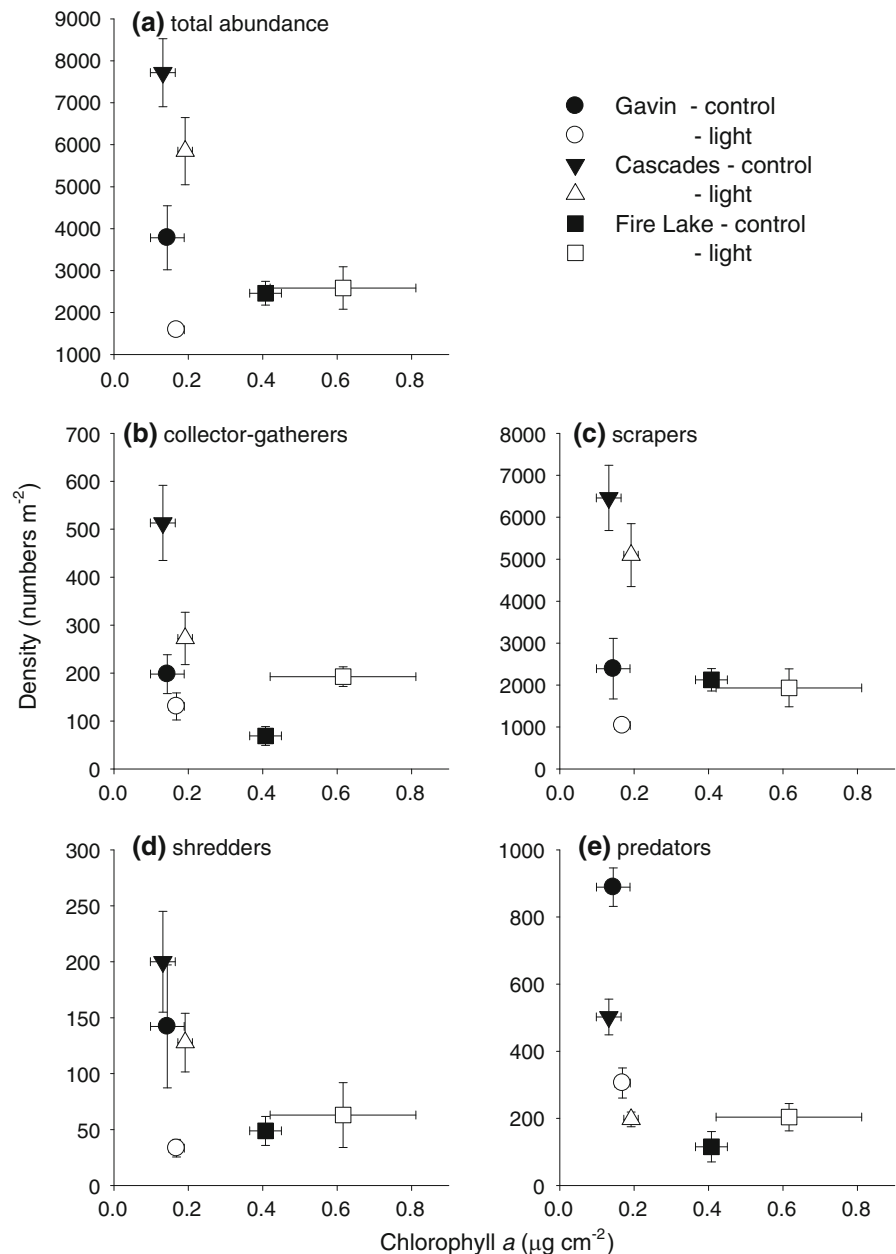 (a) total abundance
9000
8000
7000
6000
5000
4000
3000
2000
1000
0.0 0.2 0.4 0.6 0.8
Gavin - control
- light
Cascades - control
- light
Fire Lake - control
- light
Density (numbers m⁻²)
(b) collector-gatherers
700
600
500
400
300
200
100
0
0.0 0.2 0.4 0.6 0.8
(c) scrapers
8000
7000
6000
5000
4000
3000
2000
1000
0
0.0 0.2 0.4 0.6 0.8
(d) shredders
300
250
200
150
100
50
0
0.0 0.2 0.4 0.6 0.8
(e) predators
1000
800
600
400
200
0
0.0 0.2 0.4 0.6 0.8
Chlorophyll a (μg cm⁻²)